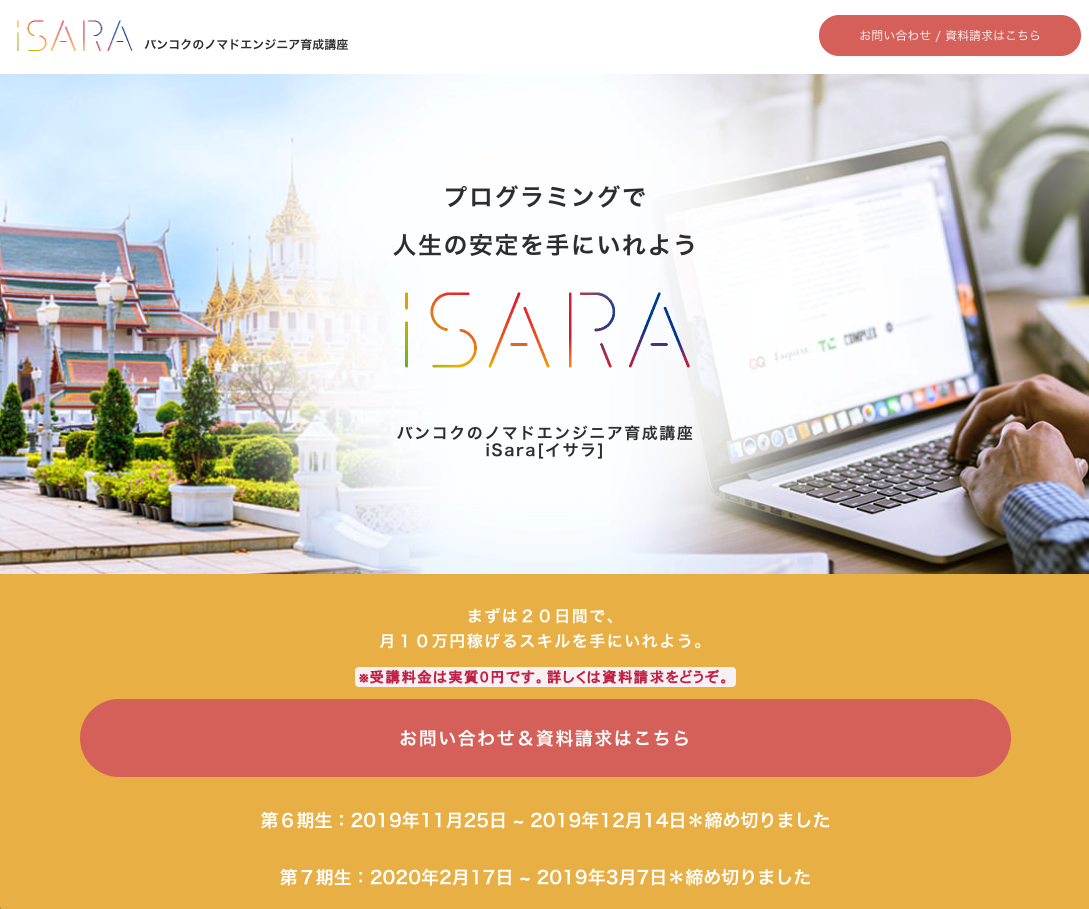 iSARA バンコクのノマドエンジニア育成講座
お問い合わせ / 資料請求はこちら
プログラミングで
人生の安定を手にいれよう
iSARA
バンコクのノマドエンジニア育成講座
iSara[イサラ]
GQ Esquire TC COMPLEX
まずは２０日間で、
月１０万円稼げるスキルを手にいれよう。
※受講料金は実質0円です。詳しくは資料請求をどうぞ。
お問い合わせ＆資料請求はこちら
第６期生：2019年11月25日 ~ 2019年12月14日＊締め切りました
第７期生：2020年2月17日 ~ 2019年3月7日＊締め切りました